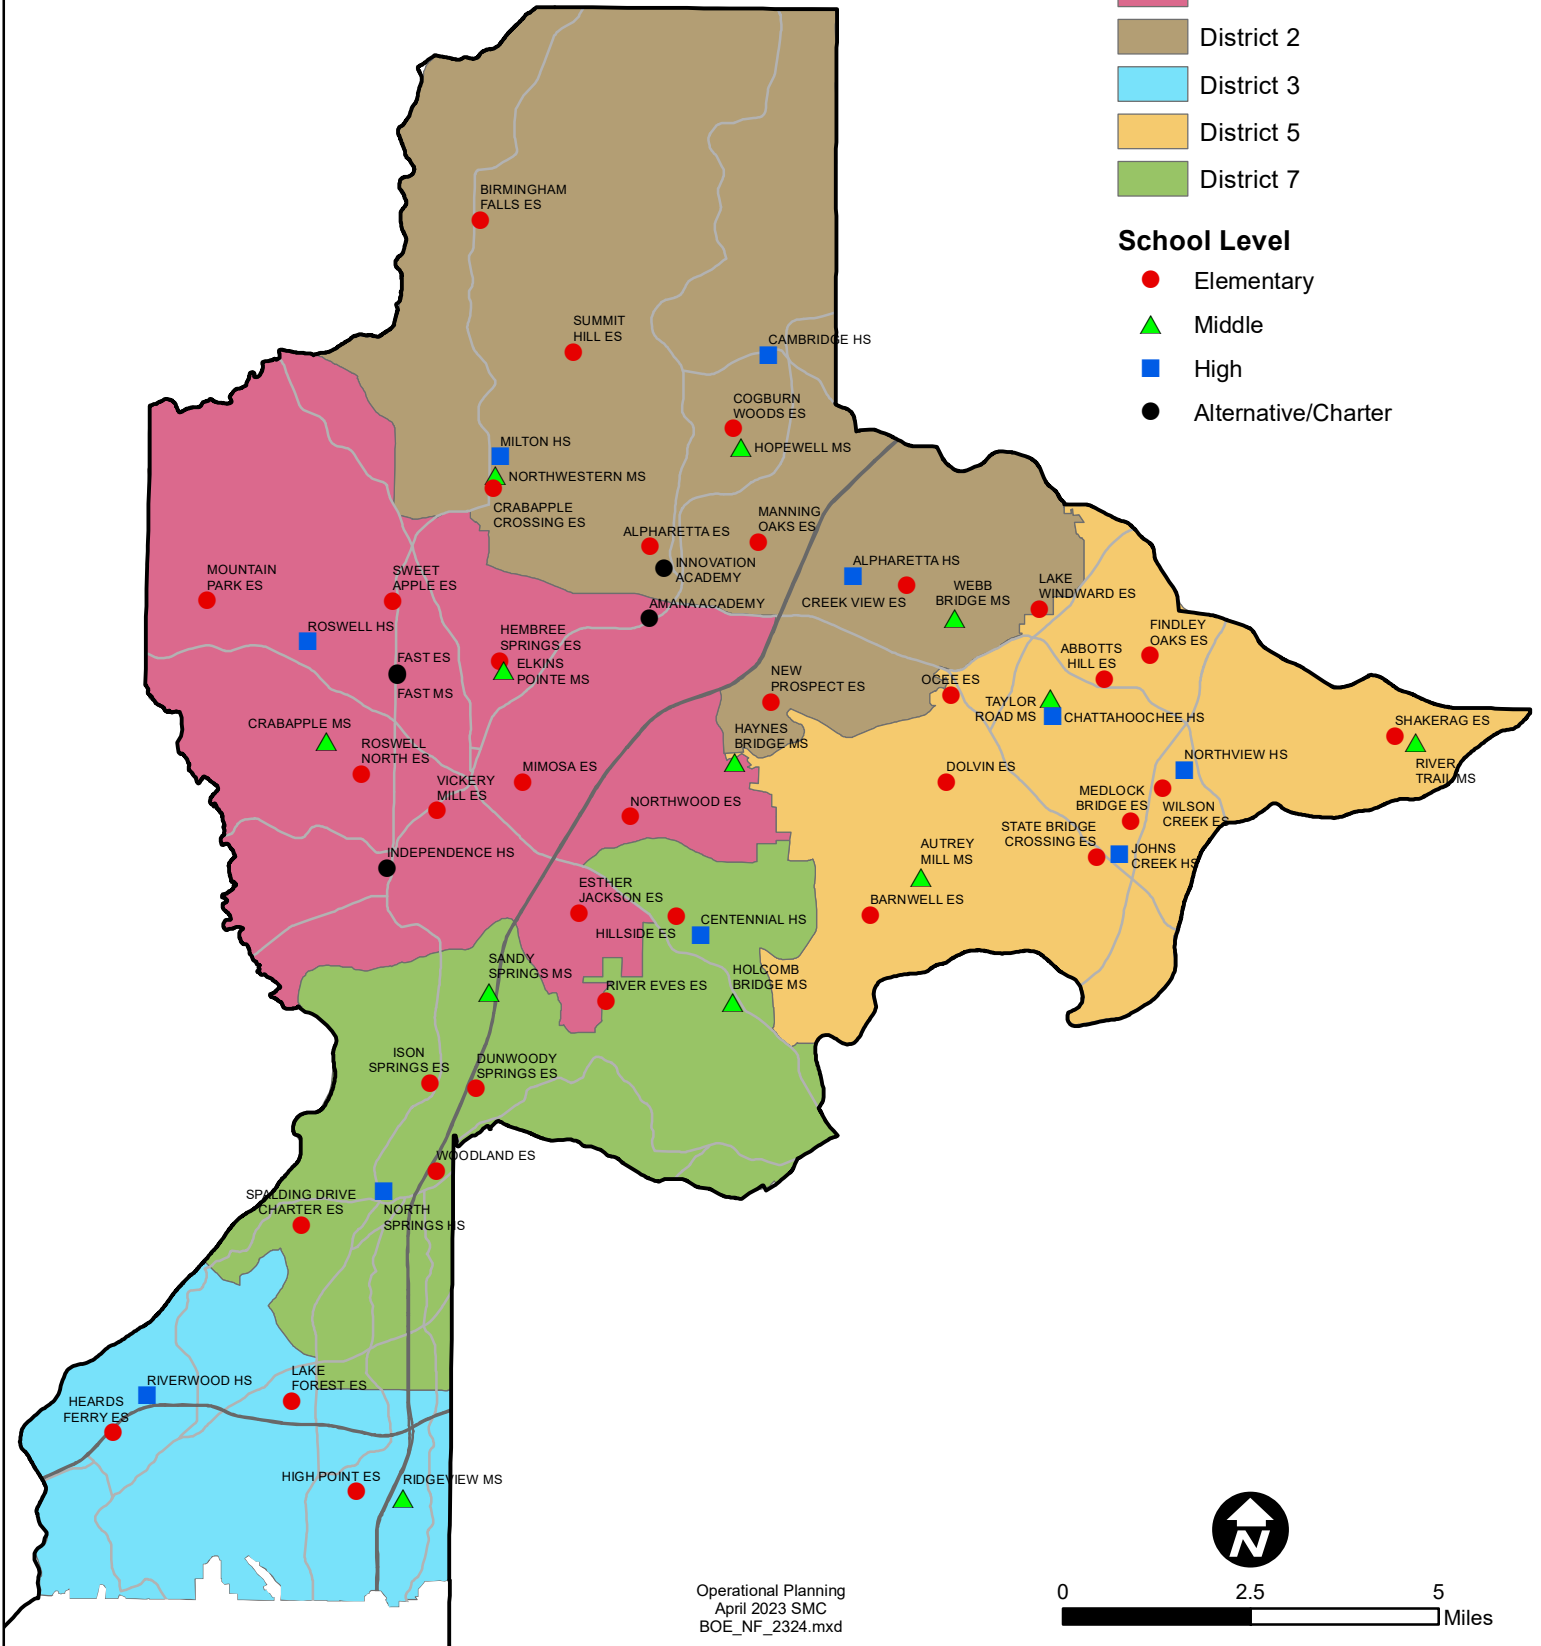 District 2
District 3
District 5
District 7
School Level
Elementary
Middle
High
Alternative/Charter
BIRMINGHAM
FALLS ES
SUMMIT
HILL ES
CAMBRIDGE HS
COGBURN
WOODS ES
HOPEWELL MS
MILTON HS
NORTHWESTERN MS
CRABAPPLE
CROSSING ES
MANNING
OAKS ES
ALPHARETTA ES
INNOVATION
ACADEMY
AMANA ACADEMY
ALPHARETTA HS
CREEK VIEW ES
WEBB
BRIDGE MS
LAKE
WINDWARD ES
MOUNTAIN
PARK ES
SWEET
APPLE ES
ROSWELL HS
HEMBREE
SPRINGS ES
ELKINS
POINTE MS
FAST ES
FAST MS
FINDLEY
OAKS ES
ABBOTTS
HILL ES
NEW
PROSPECT ES
OCEE ES
TAYLOR
ROAD MS
CHATTAHOOCHEE HS
SHAKERAG ES
RIVER
TRAIL MS
CRABAPPLE MS
ROSWELL
NORTH ES
HAYNES
BRIDGE MS
NORTHVIEW HS
MIMOSA ES
VICKERY
MILL ES
DOLVIN ES
MEDLOCK
BRIDGE ES
WILSON
CREEK ES
NORTHWOOD ES
STATE BRIDGE
CROSSING ES
JOHNS
CREEK HS
INDEPENDENCE HS
AUTREY
MILL MS
BARNWELL ES
ESTHER
JACKSON ES
HILLSIDE ES
CENTENNIAL HS
SANDY
SPRINGS MS
HOLCOMB
BRIDGE MS
RIVER EVES ES
ISON
SPRINGS ES
DUNWOODY
SPRINGS ES
WOODLAND ES
SPALDING DRIVE
CHARTER ES
NORTH
SPRINGS HS
RIVERWOOD HS
LAKE
FOREST ES
HEARDS
FERRY ES
HIGH POINT ES
RIDGEVIEW MS
N
Operational Planning
April 2023 SMC
BOE_NF_2324.mxd
0 2.5 5
Miles